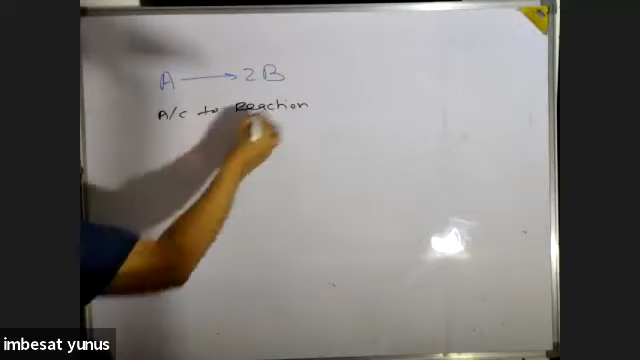 A → 2B
A/C to Reaction
imbesat yunus